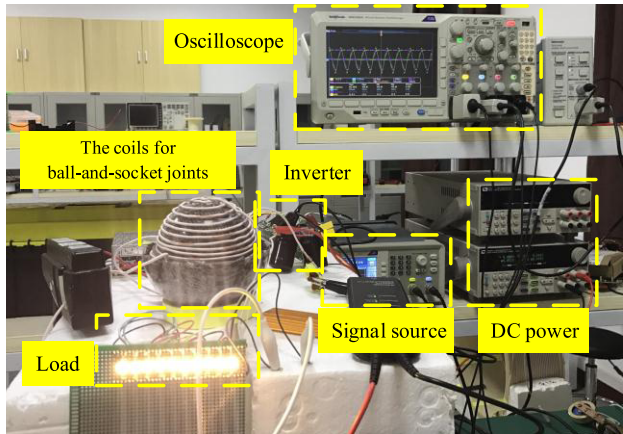 Oscilloscope
The coils for
ball-and-socket joints
Inverter
Signal source
DC power
Load